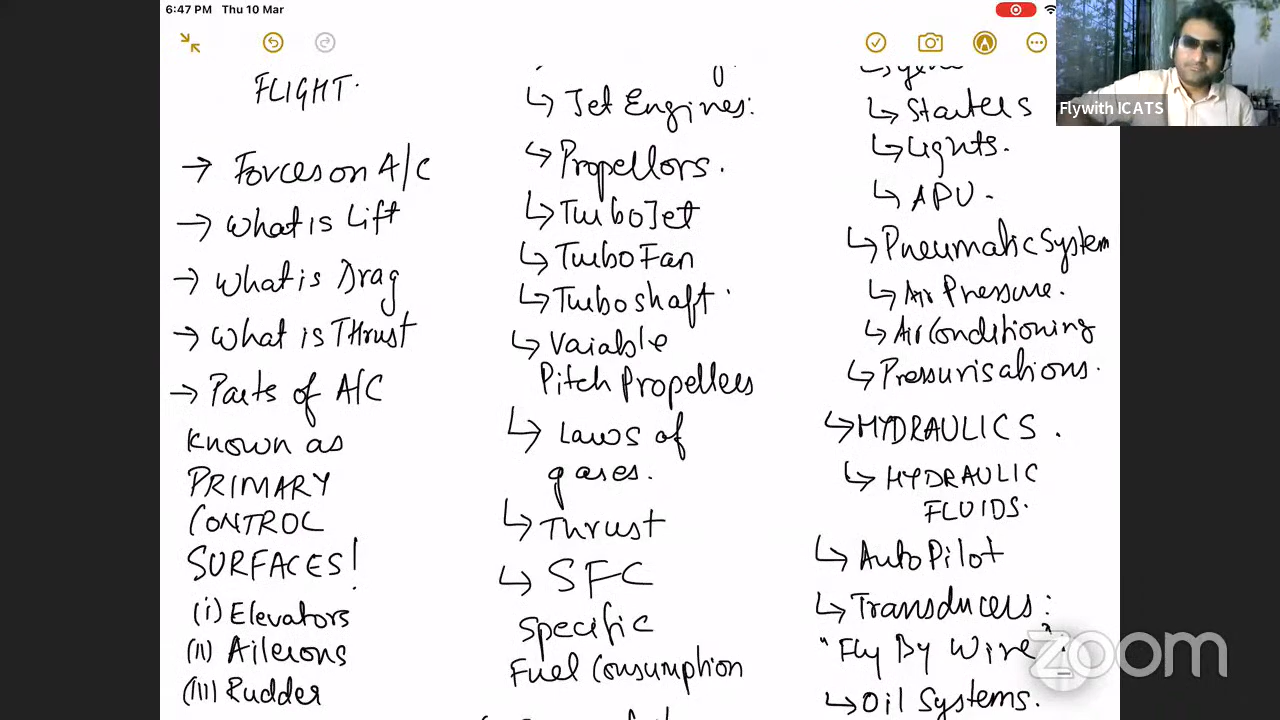 6:47 PM Thu 10 Mar
Flywith ICATS
FLIGHT.
→ Forces on A/C
→ What is Lift
→ What is Drag
→ What is Thrust
→ Parts of A/C
known as
PRIMARY
CONTROL
SURFACES!
(i) Elevators
(ii) Ailerons
(iii) Rudder
↳ Jet Engines:
↳ Propellors.
↳ TurboJet
↳ TurboFan
↳ Turboshaft.
↳ Vaiable
Pitch Propellers
↳ Laws of
gases.
↳ Thrust
↳ SFC
Specific
Fuel Consumption
↳ Starters
↳ Lights.
↳ APU.
↳ Pneumatic System
↳ Air Pressure.
↳ Air Conditioning
↳ Pressurisations.
↳ HYDRAULICS.
↳ HYDRAULIC
FLUIDS.
↳ AutoPilot
↳ Transducers:
"Fly By Wire"
↳ Oil Systems.
zoom